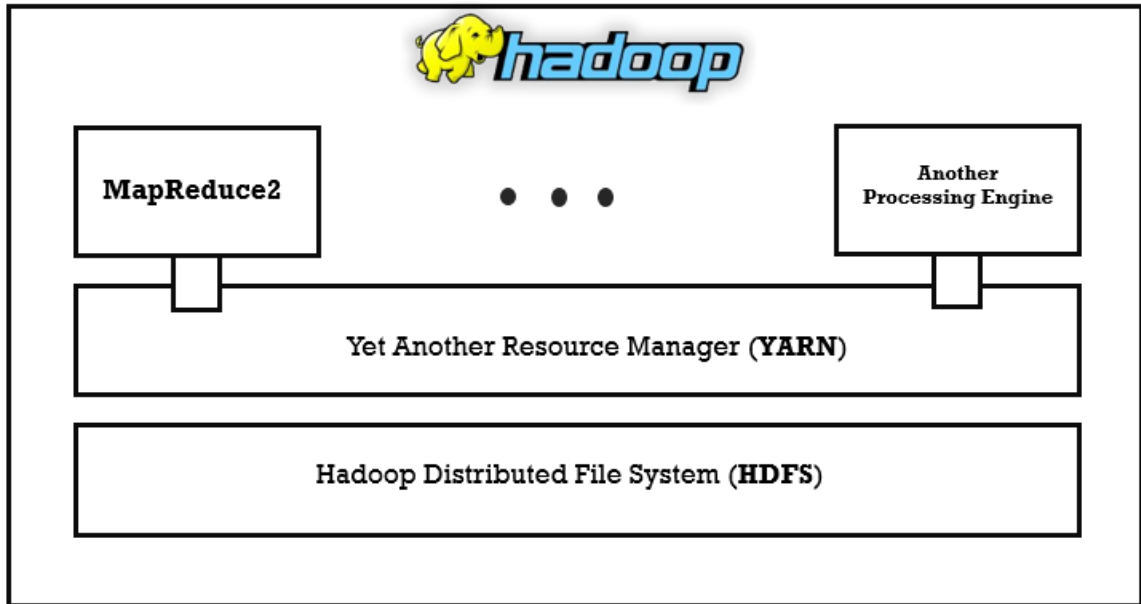 hadoop
MapReduce2
• • •
Another
Processing Engine
Yet Another Resource Manager (YARN)
Hadoop Distributed File System (HDFS)